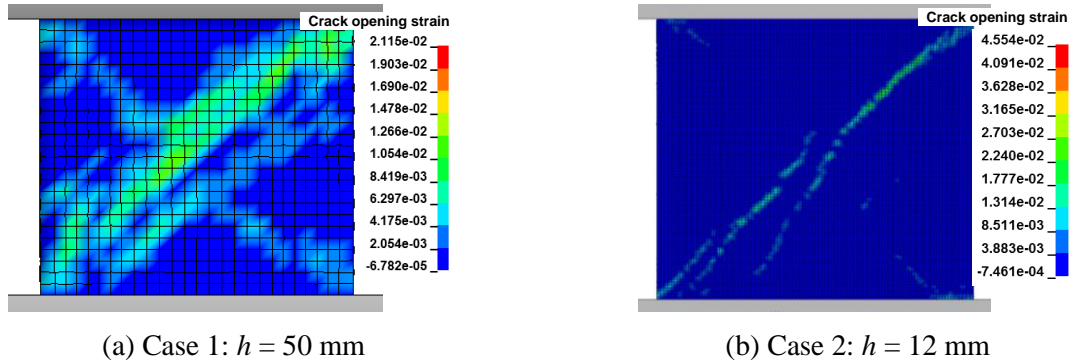 Crack opening strain
2.115e-02
1.903e-02
1.690e-02
1.478e-02
1.266e-02
1.054e-02
8.419e-03
6.297e-03
4.175e-03
2.054e-03
-6.782e-05
(a) Case 1: h = 50 mm
Crack opening strain
4.554e-02
4.091e-02
3.628e-02
3.165e-02
2.703e-02
2.240e-02
1.777e-02
1.314e-02
8.511e-03
3.883e-03
-7.461e-04
(b) Case 2: h = 12 mm